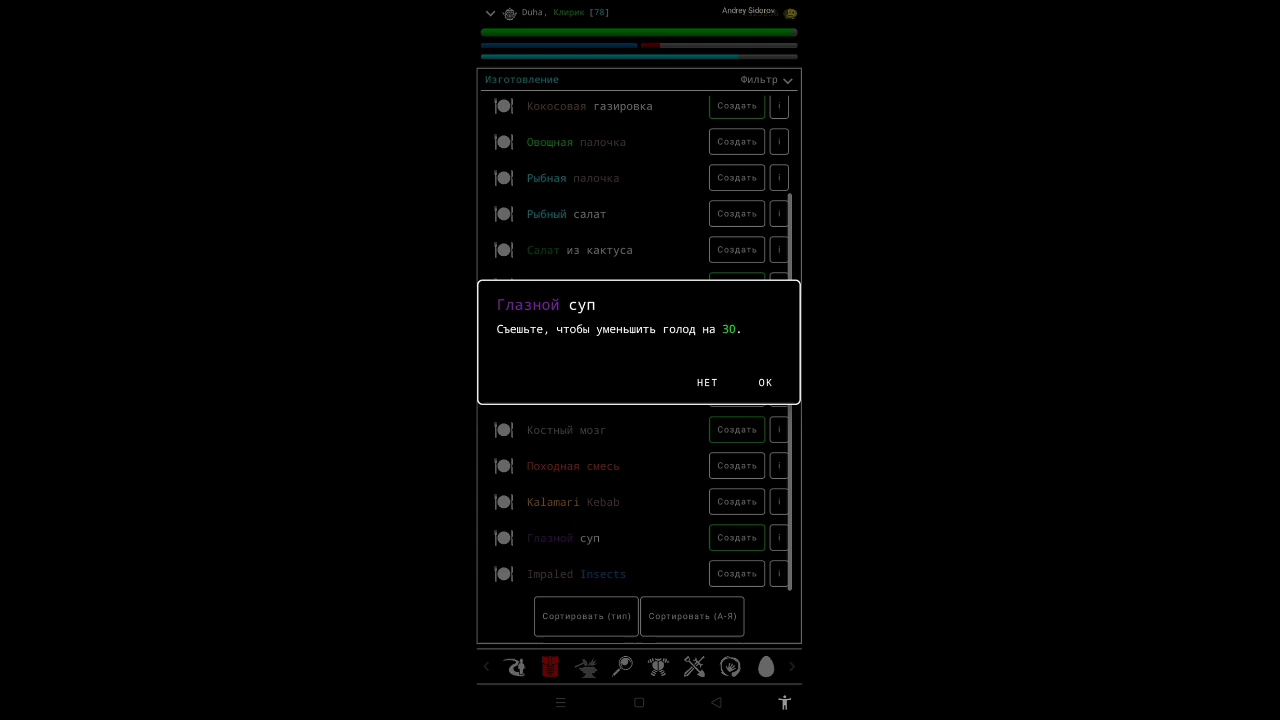 Duha, Клирик [78]
Andrey Sidorov
Изготовление Фильтр
Кокосовая газировка Создать i
Овощная палочка Создать i
Рыбная палочка Создать i
Рыбный салат Создать i
Салат из кактуса Создать i
Глазной суп
Съешьте, чтобы уменьшить голод на 30.
НЕТ OK
Костный мозг Создать i
Походная смесь Создать i
Kalamari Kebab Создать i
Глазной суп Создать i
Impaled Insects Создать i
Сортировать (тип) Сортировать (А-Я)